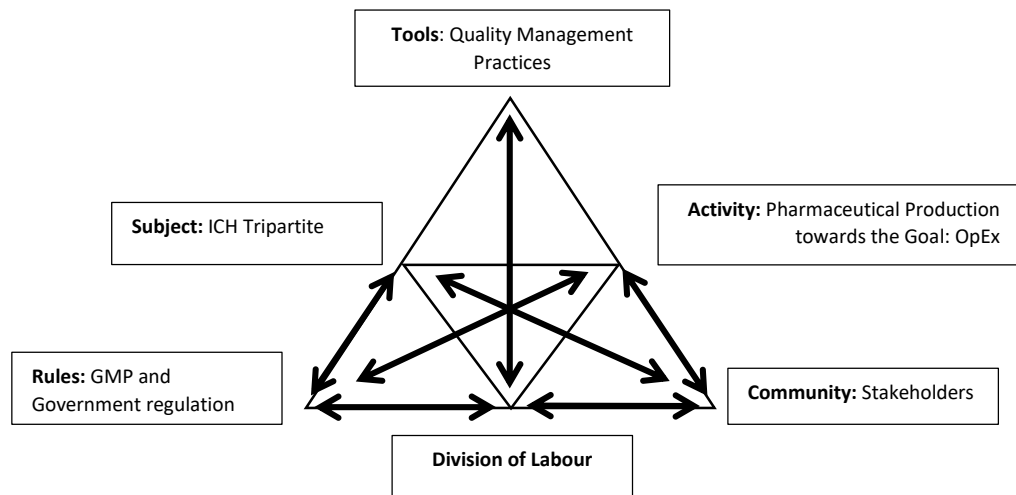 Tools: Quality Management
Practices
Subject: ICH Tripartite
Activity: Pharmaceutical Production
towards the Goal: OpEx
Rules: GMP and
Government regulation
Community: Stakeholders
Division of Labour